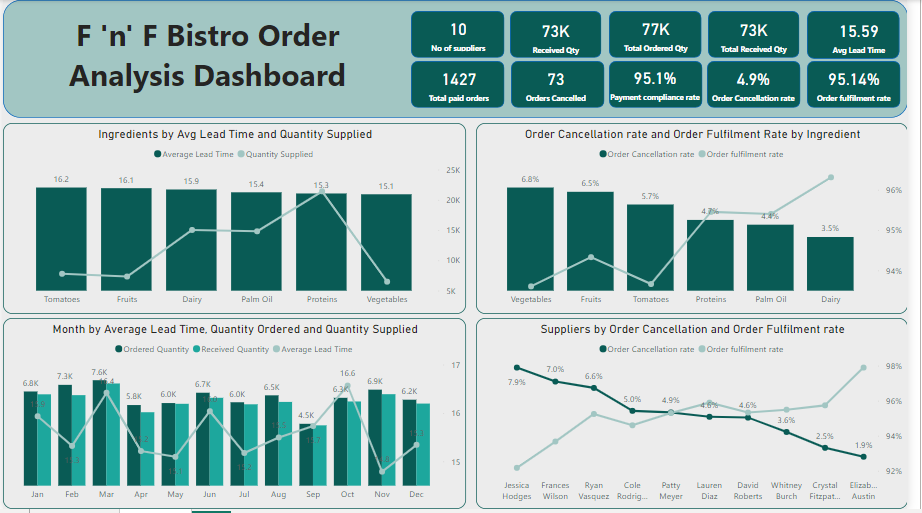 F 'n' F Bistro Order
Analysis Dashboard
10
No of suppliers
73K
Received Qty
77K
Total Ordered Qty
73K
Total Received Qty
15.59
Avg Lead Time
1427
Total paid orders
73
Orders Cancelled
95.1%
Payment compliance rate
4.9%
Order Cancellation rate
95.14%
Order fulfilment rate
Ingredients by Avg Lead Time and Quantity Supplied
Average Lead Time Quantity Supplied
25K
20K
15K
10K
5K
16.2 16.1 15.9 15.4 15.3 15.1
Tomatoes Fruits Dairy Palm Oil Proteins Vegetables
Order Cancellation rate and Order Fulfilment Rate by Ingredient
Order Cancellation rate Order fulfilment rate
96%
95%
94%
6.8% 6.5% 5.7% 4.7% 4.4% 3.5%
Vegetables Fruits Tomatoes Proteins Palm Oil Dairy
Month by Average Lead Time, Quantity Ordered and Quantity Supplied
Ordered Quantity Received Quantity Average Lead Time
17
16
15
6.8K 7.3K 7.6K 5.8K 6.0K 6.7K 6.0K 6.5K 4.5K 6.9K 6.2K
16.6
Jan Feb Mar Apr May Jun Jul Aug Sep Oct Nov Dec
Suppliers by Order Cancellation and Order Fulfilment rate
Order Cancellation rate Order fulfilment rate
98%
96%
94%
92%
7.9% 7.0% 6.6% 5.0% 4.9% 4.6% 4.6% 3.6% 2.5% 1.9%
Jessica Frances Ryan Cole Patty Lauren David Whitney Crystal Elizab...
Hodges Wilson Vasquez Rodrig... Meyer Diaz Roberts Burch Fitzpat... Austin